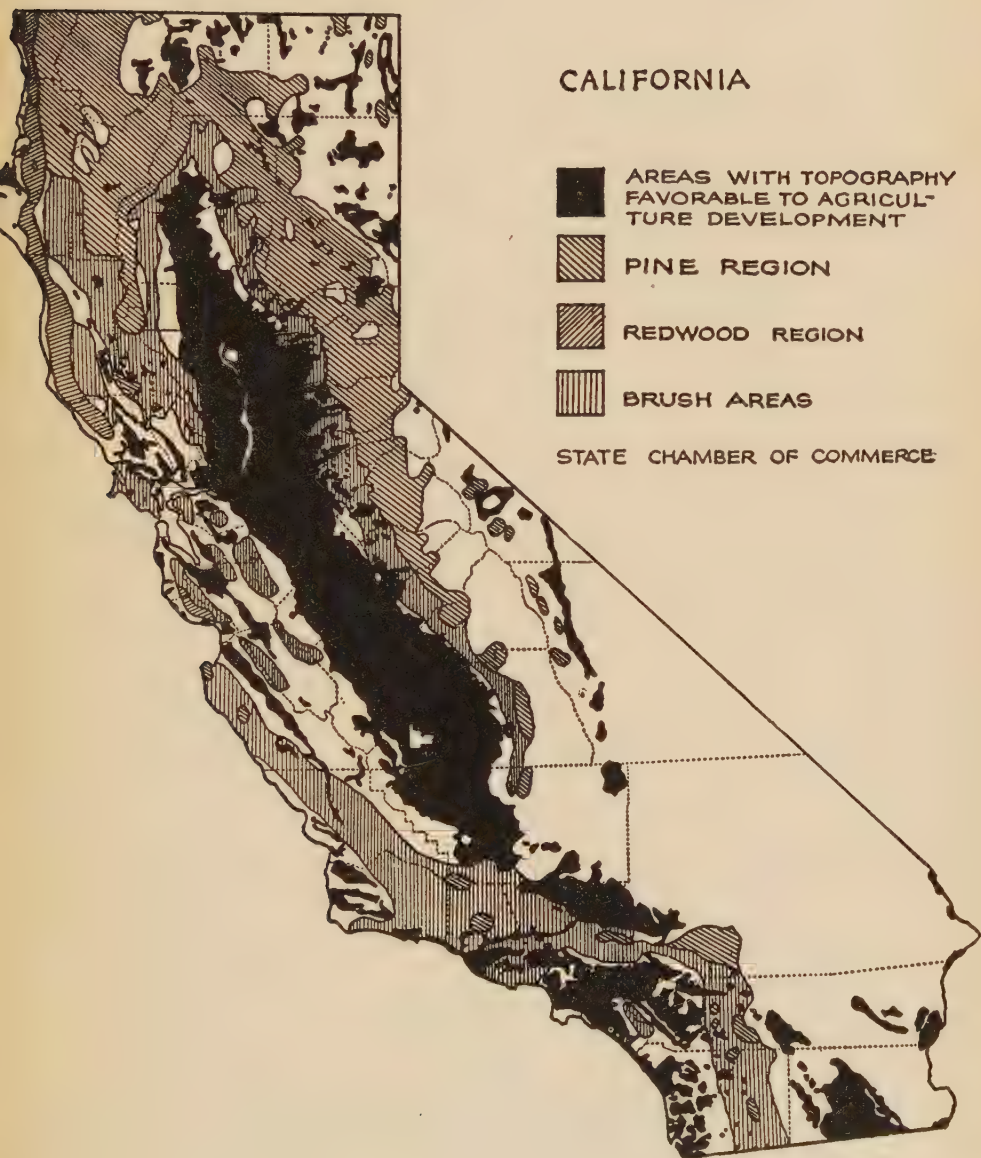 CALIFORNIA
AREAS WITH TOPOGRAPHY
FAVORABLE TO AGRICUL-
TURE DEVELOPMENT
PINE REGION
REDWOOD REGION
BRUSH AREAS
STATE CHAMBER OF COMMERCE